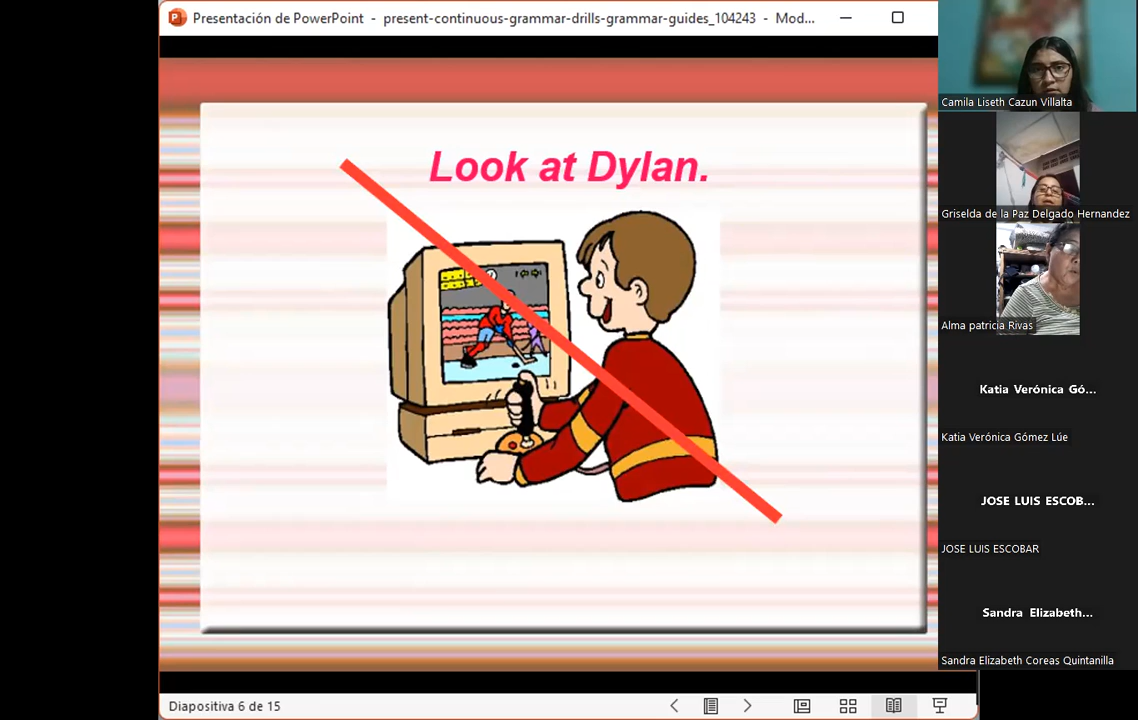 Presentación de PowerPoint - present-continuous-grammar-drills-grammar-guides_104243 - Mod...
Look at Dylan.
Camila Liseth Cazun Villalta
Griselda de la Paz Delgado Hernandez
Alma patricia Rivas
Katia Verónica Gó...
Katia Verónica Gómez Lúe
JOSE LUIS ESCOB...
JOSE LUIS ESCOBAR
Sandra Elizabeth...
Sandra Elizabeth Coreas Quintanilla
Diapositiva 6 de 15